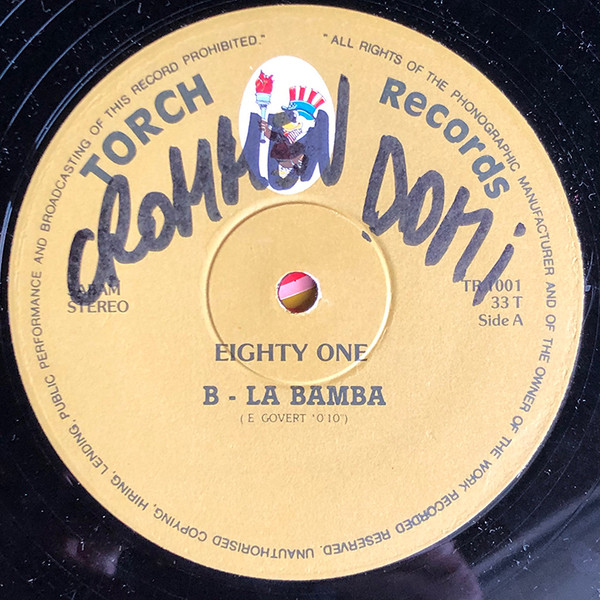 "ALL RIGHTS OF THE PHONOGRAPHIC MANUFACTURER AND OF THE OWNER OF THE WORK RECORDED RESERVED. UNAUTHORISED COPYING, HIRING, LENDING, PUBLIC PERFORMANCE AND BROADCASTING OF THIS RECORD PROHIBITED."
TORCH Records
CROMMEN DOMI
SABAM
STEREO
TR 1001
33 T
Side A
EIGHTY ONE
B - LA BAMBA
( E GOVERT "0'10")